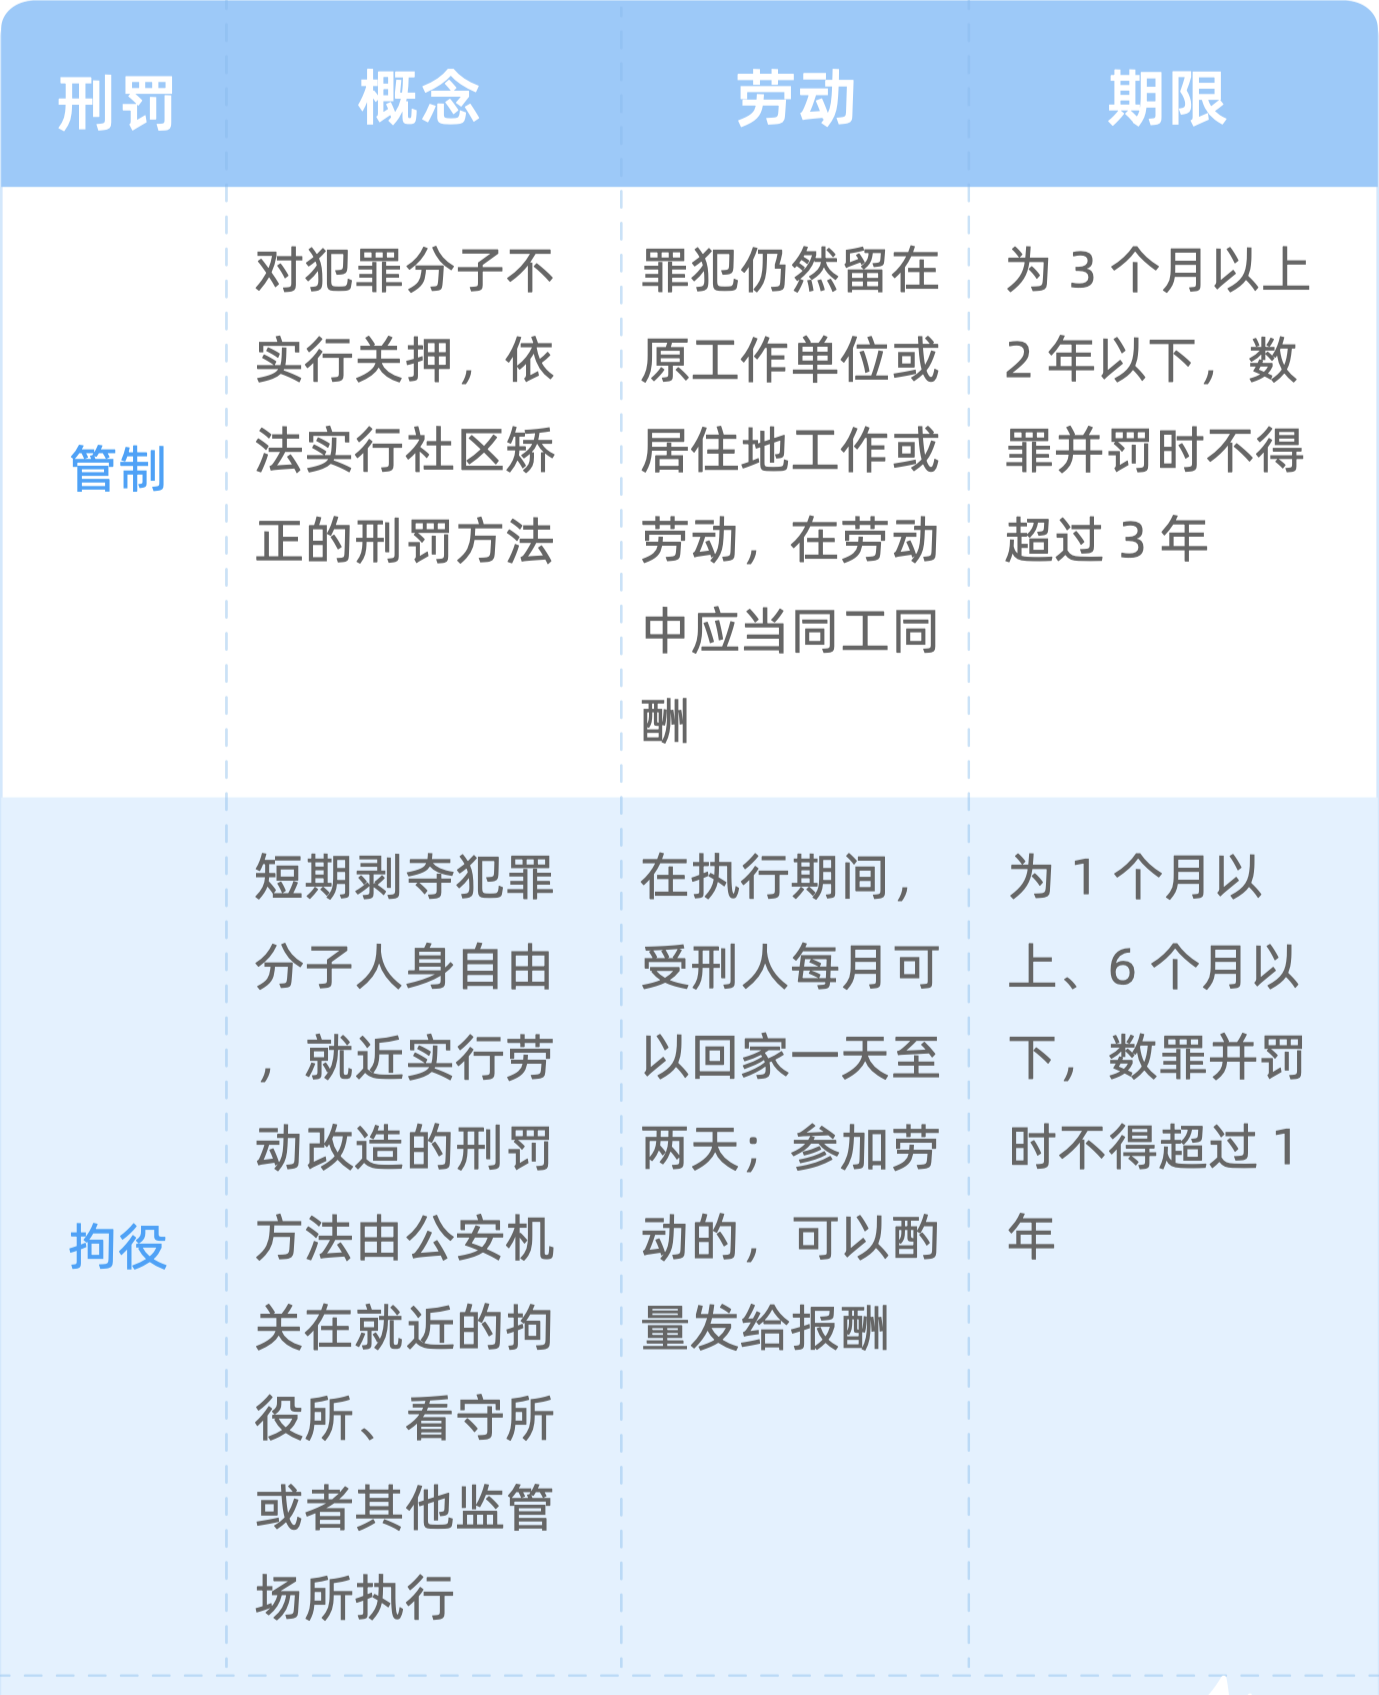 刑罚 概念 劳动 期限
管制
对犯罪分子不
实行关押，依
法实行社区矫
正的刑罚方法
罪犯仍然留在
原工作单位或
居住地工作或
劳动，在劳动
中应当同工同
酬
为 3 个月以上
2 年以下，数
罪并罚时不得
超过 3 年
拘役
短期剥夺犯罪
分子人身自由
，就近实行劳
动改造的刑罚
方法由公安机
关在就近的拘
役所、看守所
或者其他监管
场所执行
在执行期间，
受刑人每月可
以回家一天至
两天；参加劳
动的，可以酌
量发给报酬
为 1 个月以
上、6 个月以
下，数罪并罚
时不得超过 1
年